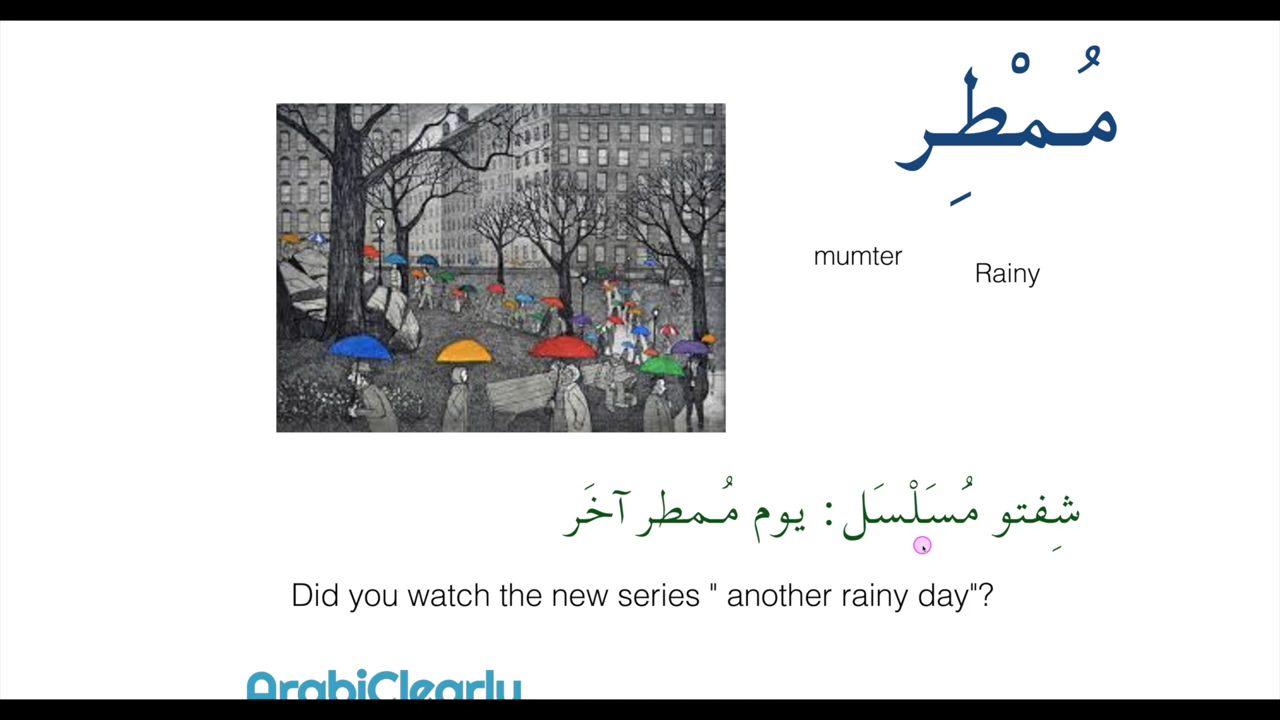 مُمْطِر
mumter
Rainy
شِفتو مُسَلْسَل : يوم مُمطر آخَر
Did you watch the new series " another rainy day"?
ArabiClearly